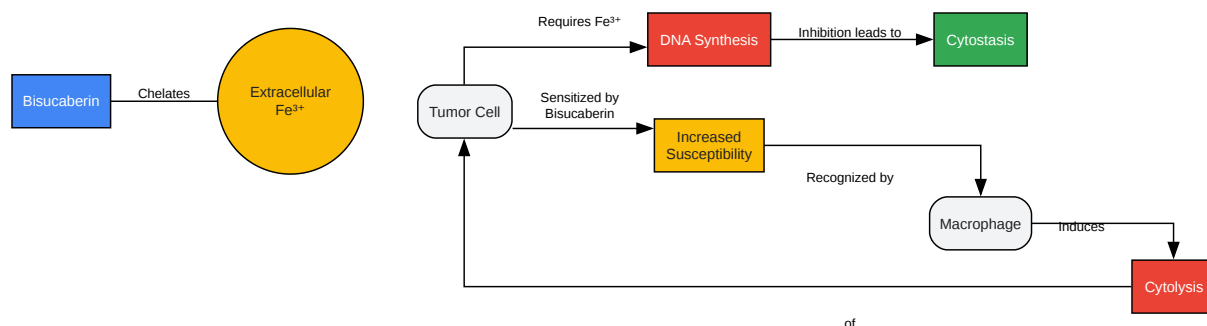 Bisucaberin
Chelates
Extracellular
Fe³⁺
Tumor Cell
Requires Fe³⁺
DNA Synthesis
Inhibition leads to
Cytostasis
Sensitized by
Bisucaberin
Increased
Susceptibility
Recognized by
Macrophage
Induces
Cytolysis
of